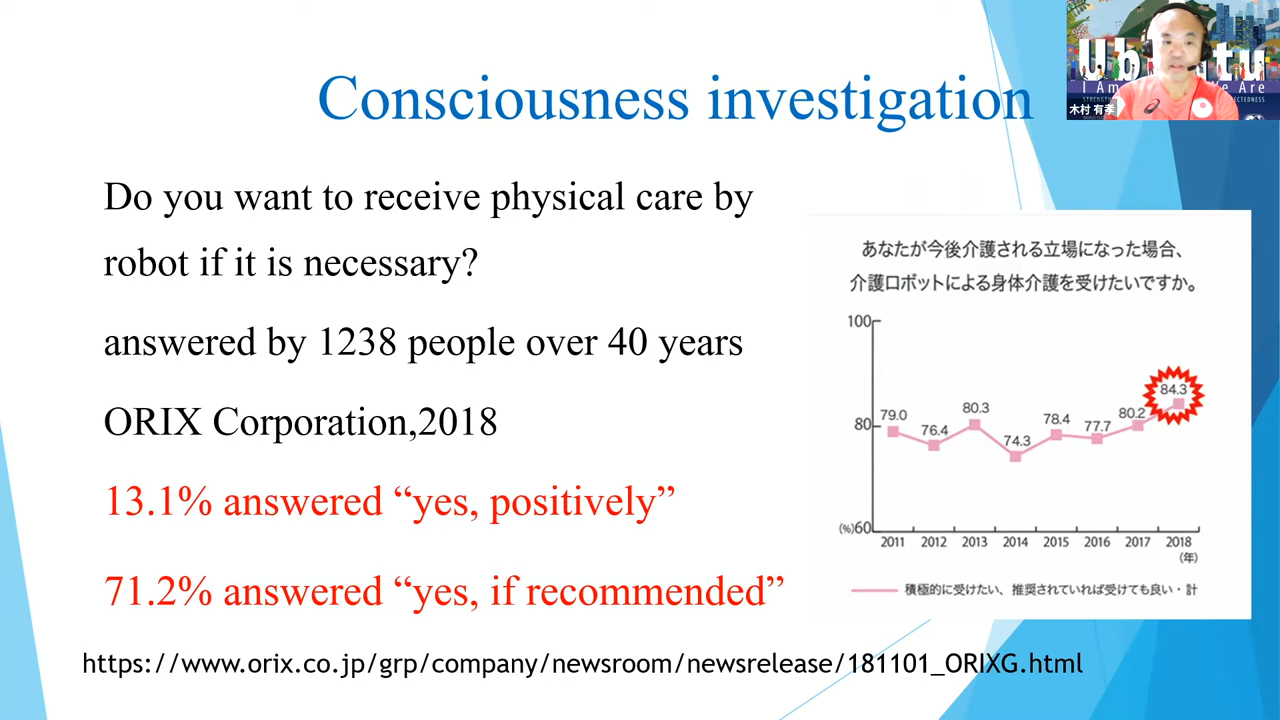 Consciousness investigation
Do you want to receive physical care by
robot if it is necessary?
answered by 1238 people over 40 years
ORIX Corporation,2018
13.1% answered “yes, positively”
71.2% answered “yes, if recommended”
https://www.orix.co.jp/grp/company/newsroom/newsrelease/181101_ORIXG.html
あなたが今後介護される立場になった場合、
介護ロボットによる身体介護を受けたいですか。
100
80
(%)60
79.0
76.4
80.3
74.3
78.4
77.7
80.2
84.3
2011 2012 2013 2014 2015 2016 2017 2018
(年)
積極的に受けたい、推奨されていれば受けても良い・計
I Am
Are
木村 有孝